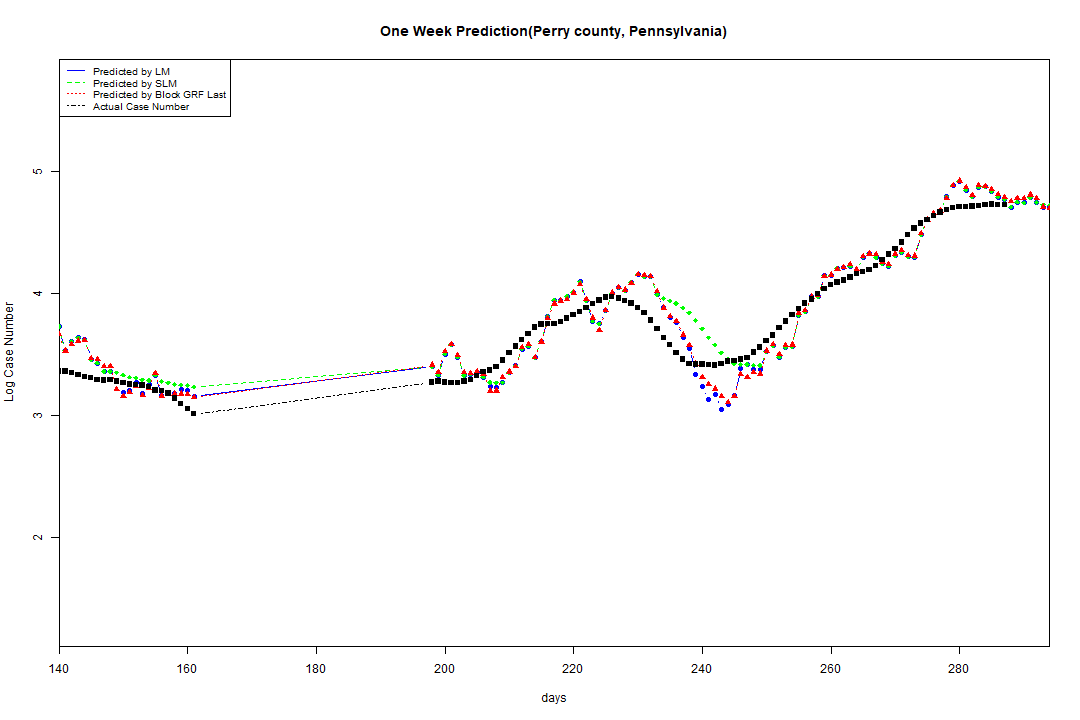 One Week Prediction(Perry county, Pennsylvania)
Predicted by LM
Predicted by SLM
Predicted by Block GRF Last
Actual Case Number
5
4
3
2
Log Case Number
140 160 180 200 220 240 260 280
days